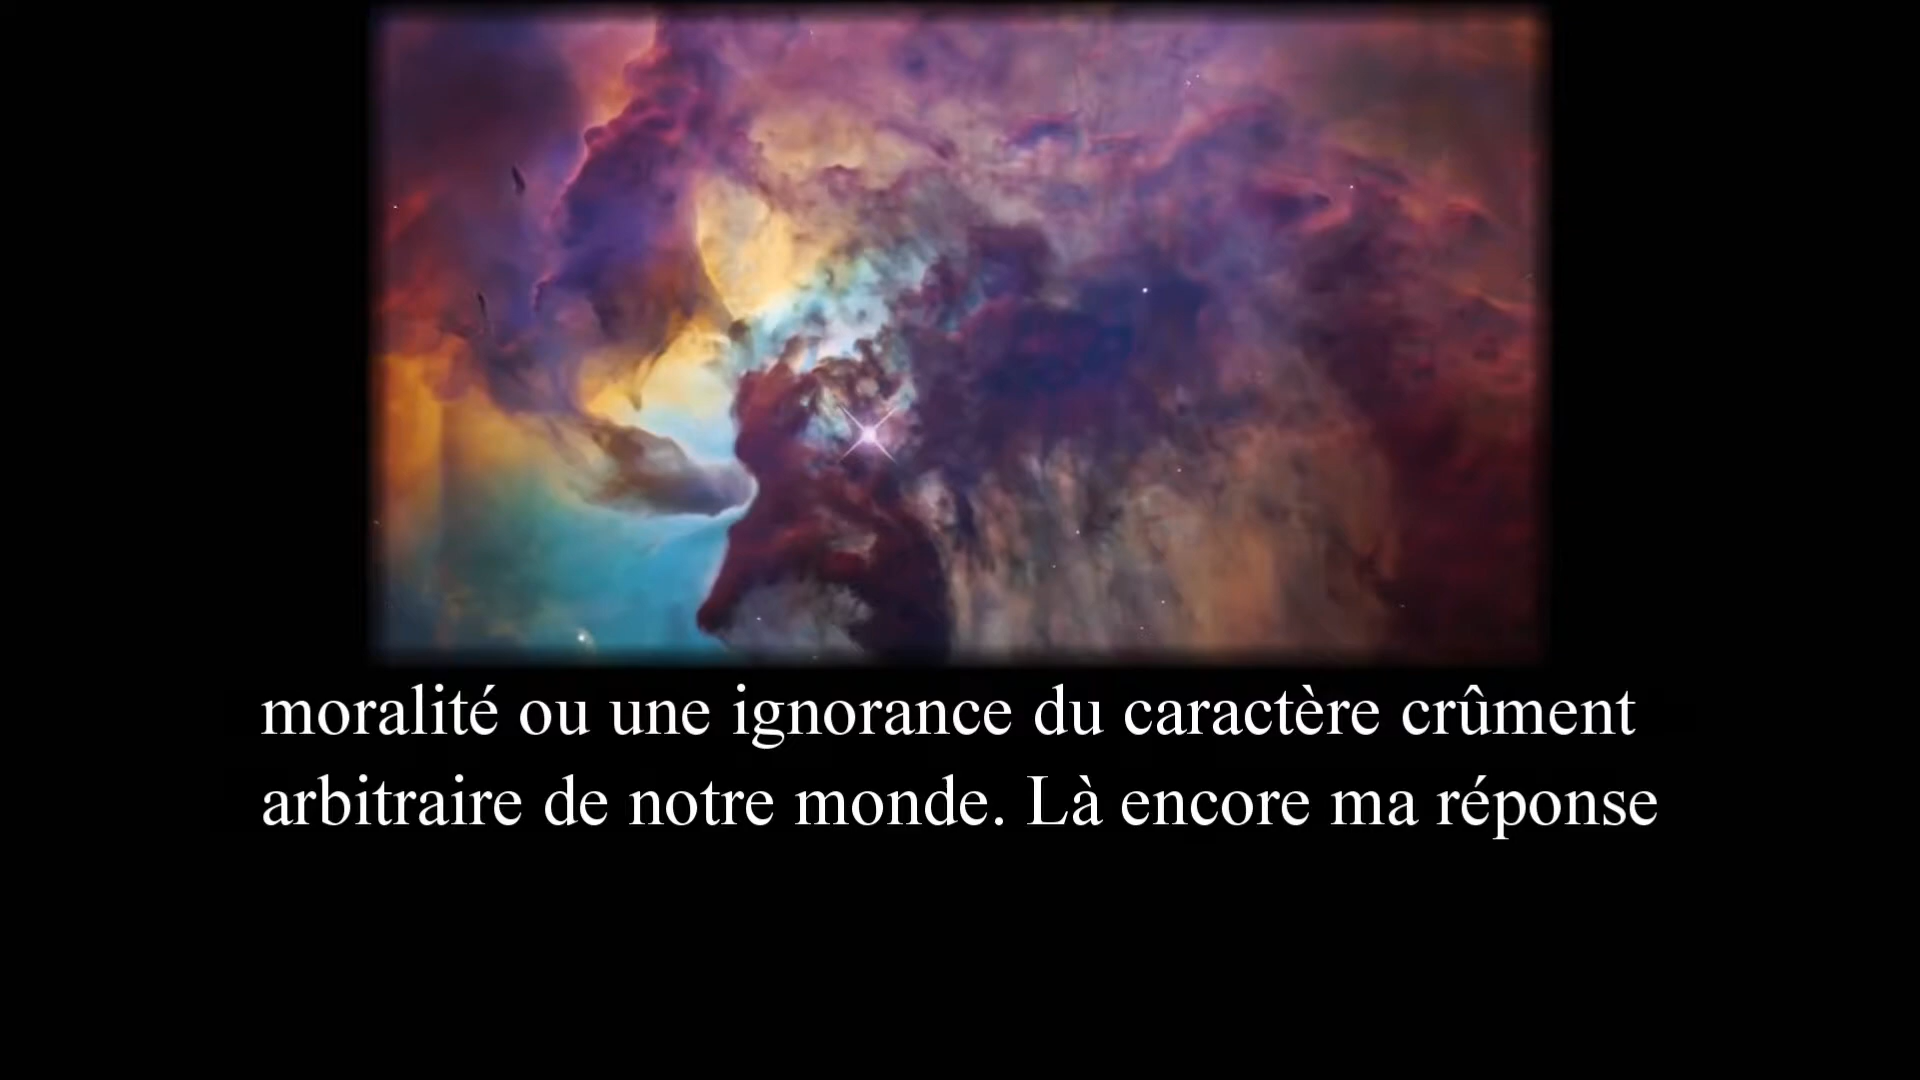 moralité ou une ignorance du caractère crûment
arbitraire de notre monde. Là encore ma réponse